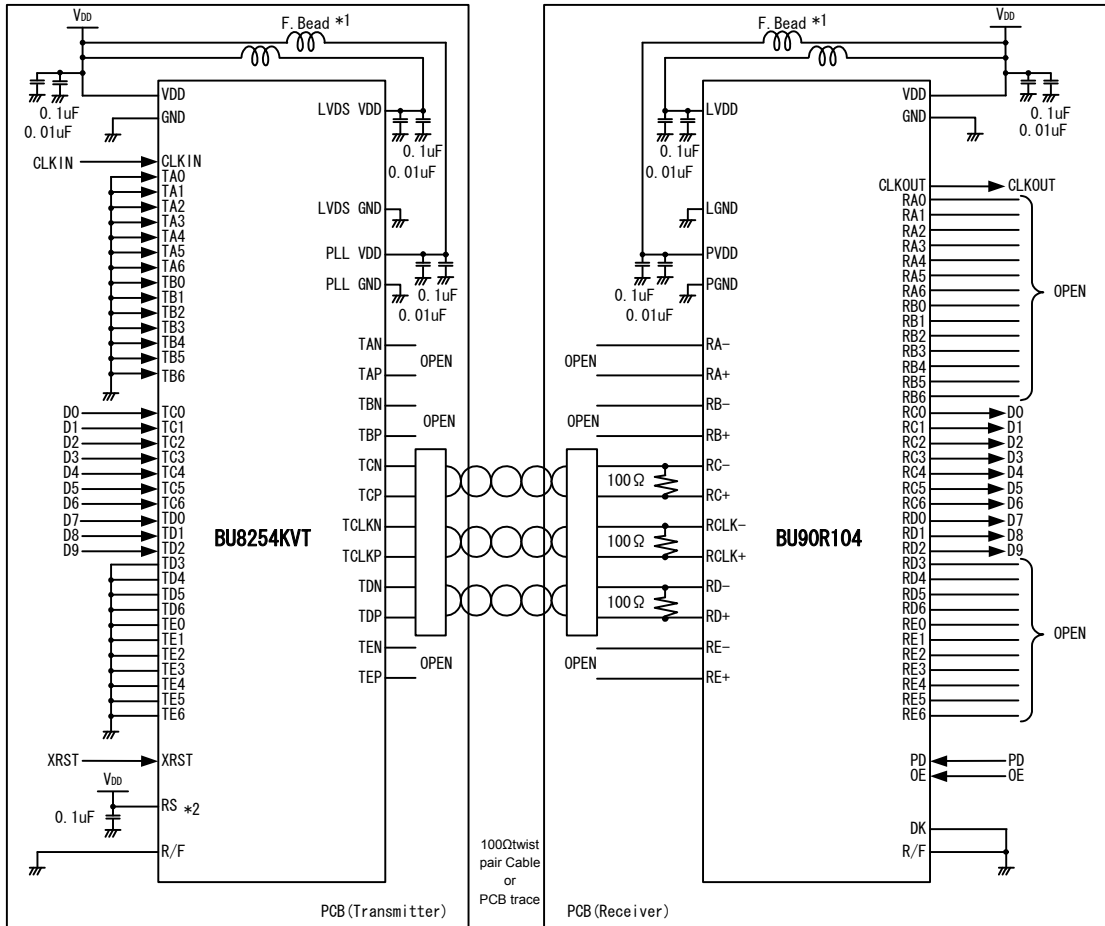 VDD
F.Bead *1
0.1uF
0.01uF
VDD
GND
CLKIN
CLKIN
TA0
TA1
TA2
TA3
TA4
TA5
TA6
TB0
TB1
TB2
TB3
TB4
TB5
TB6
D0
D1
D2
D3
D4
D5
D6
D7
D8
D9
TC0
TC1
TC2
TC3
TC4
TC5
TC6
TD0
TD1
TD2
TD3
TD4
TD5
TD6
TE0
TE1
TE2
TE3
TE4
TE5
TE6
XRST
XRST
VDD
0.1uF
RS *2
R/F
BU8254KVT
LVDS VDD
0.1uF
0.01uF
LVDS GND
PLL VDD
PLL GND
0.1uF
0.01uF
TAN
TAP
OPEN
TBN
TBP
OPEN
TCN
TCP
TCLKN
TCLKP
TDN
TDP
TEN
TEP
OPEN
PCB(Transmitter)
100Ωtwist
pair Cable
or
PCB trace
F.Bead *1
VDD
0.1uF
0.01uF
LVDD
0.1uF
0.01uF
LGND
PVDD
PGND
0.1uF
0.01uF
OPEN
RA-
RA+
OPEN
RB-
RB+
100Ω
RC-
RC+
100Ω
RCLK-
RCLK+
100Ω
RD-
RD+
OPEN
RE-
RE+
BU90R104
VDD
GND
CLKOUT
CLKOUT
RA0
RA1
RA2
RA3
RA4
RA5
RA6
RB0
RB1
RB2
RB3
RB4
RB5
RB6
OPEN
RC0
RC1
RC2
RC3
RC4
RC5
RC6
RD0
RD1
RD2
D0
D1
D2
D3
D4
D5
D6
D7
D8
D9
RD3
RD4
RD5
RD6
RE0
RE1
RE2
RE3
RE4
RE5
RE6
OPEN
PD
PD
OE
OE
DK
R/F
PCB(Receiver)